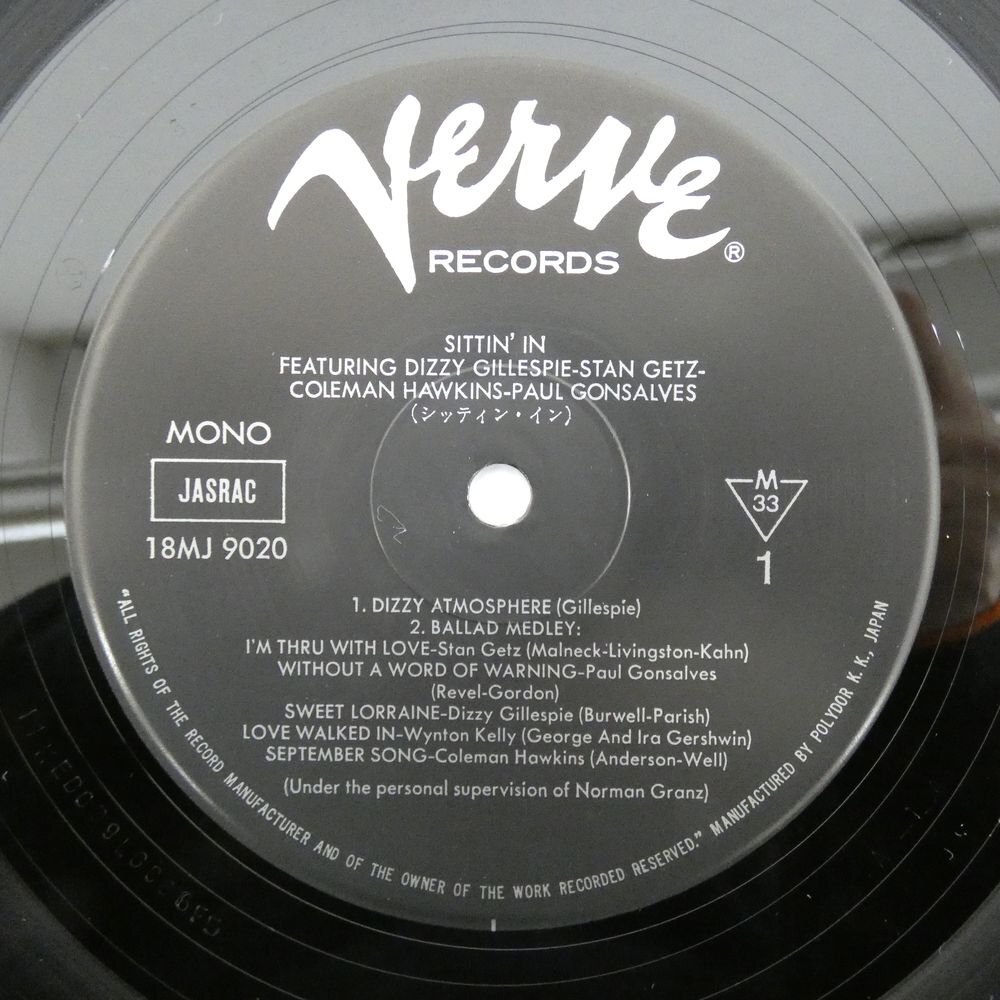 Verve
RECORDS ®
SITTIN' IN
FEATURING DIZZY GILLESPIE-STAN GETZ-
COLEMAN HAWKINS-PAUL GONSALVES
(シッティン・イン)
MONO
JASRAC
18MJ 9020
M
33
1
1. DIZZY ATMOSPHERE (Gillespie)
2. BALLAD MEDLEY:
I'M THRU WITH LOVE-Stan Getz (Malneck-Livingston-Kahn)
WITHOUT A WORD OF WARNING-Paul Gonsalves
(Revel-Gordon)
SWEET LORRAINE-Dizzy Gillespie (Burwell-Parish)
LOVE WALKED IN-Wynton Kelly (George And Ira Gershwin)
SEPTEMBER SONG-Coleman Hawkins (Anderson-Well)
(Under the personal supervision of Norman Granz)
"ALL RIGHTS OF THE RECORD MANUFACTURER AND OF THE OWNER OF THE WORK RECORDED RESERVED." MANUFACTURED BY POLYDOR K. K., JAPAN